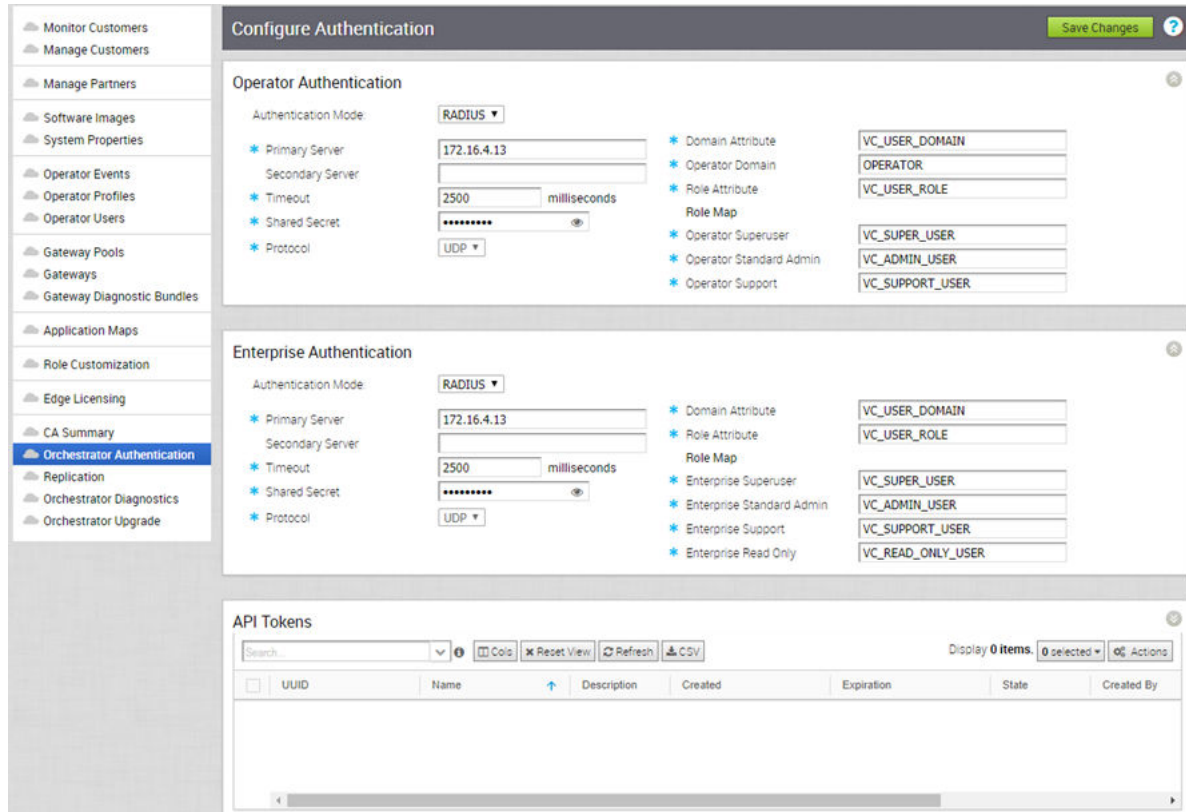 Monitor Customers
Manage Customers
Manage Partners
Software Images
System Properties
Operator Events
Operator Profiles
Operator Users
Gateway Pools
Gateways
Gateway Diagnostic Bundles
Application Maps
Role Customization
Edge Licensing
CA Summary
Orchestrator Authentication
Replication
Orchestrator Diagnostics
Orchestrator Upgrade
Configure Authentication
Save Changes
?
Operator Authentication
Authentication Mode: RADIUS
* Primary Server 172.16.4.13
Secondary Server
* Timeout 2500 milliseconds
* Shared Secret •••••••••
* Protocol UDP
* Domain Attribute VC_USER_DOMAIN
* Operator Domain OPERATOR
* Role Attribute VC_USER_ROLE
Role Map
* Operator Superuser VC_SUPER_USER
* Operator Standard Admin VC_ADMIN_USER
* Operator Support VC_SUPPORT_USER
Enterprise Authentication
Authentication Mode: RADIUS
* Primary Server 172.16.4.13
Secondary Server
* Timeout 2500 milliseconds
* Shared Secret •••••••••
* Protocol UDP
* Domain Attribute VC_USER_DOMAIN
* Role Attribute VC_USER_ROLE
Role Map
* Enterprise Superuser VC_SUPER_USER
* Enterprise Standard Admin VC_ADMIN_USER
* Enterprise Support VC_SUPPORT_USER
* Enterprise Read Only VC_READ_ONLY_USER
API Tokens
Search... Cols Reset View Refresh CSV Display 0 items. 0 selected Actions
UUID Name Description Created Expiration State Created By